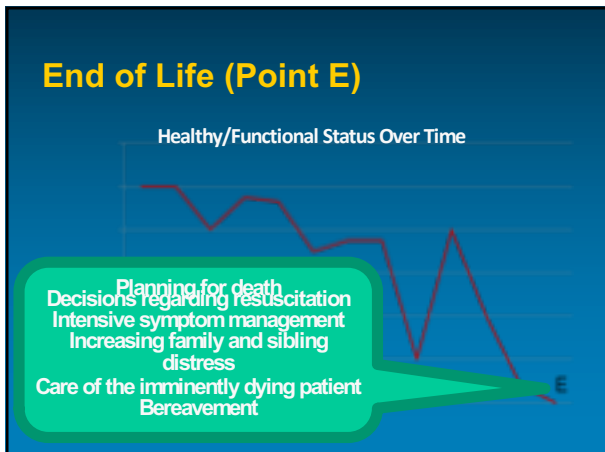 End of Life (Point E)
Healthy/Functional Status Over Time
Planning for death
Decisions regarding resuscitation
Intensive symptom management
Increasing family and sibling
distress
Care of the imminently dying patient
Bereavement
E